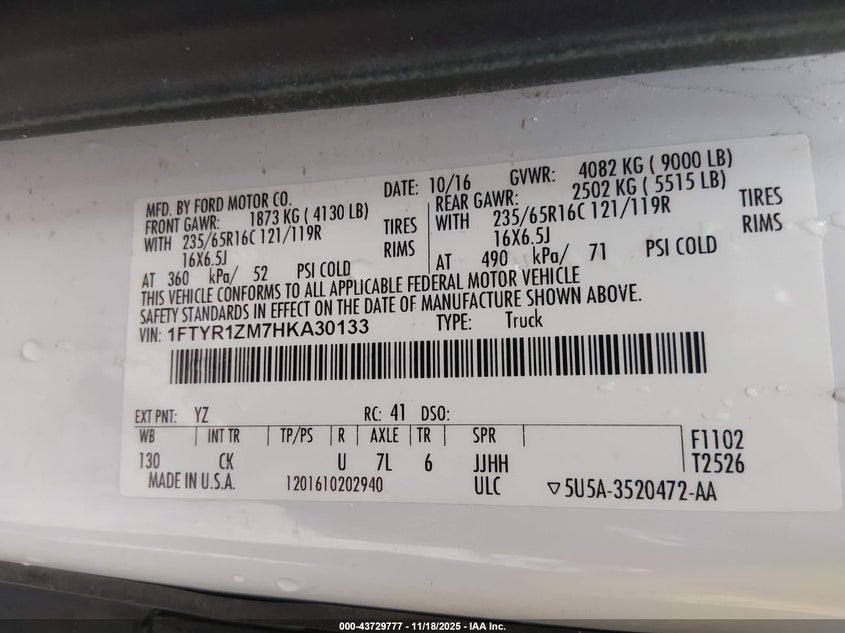 MFD. BY FORD MOTOR CO. DATE: 10/16 GVWR: 4082 KG ( 9000 LB)
FRONT GAWR: 1873 KG ( 4130 LB) REAR GAWR: 2502 KG ( 5515 LB)
WITH 235/65R16C 121/119R TIRES WITH 235/65R16C 121/119R TIRES
16X6.5J RIMS 16X6.5J RIMS
AT 360 kPa/ 52 PSI COLD AT 490 kPa/ 71 PSI COLD
THIS VEHICLE CONFORMS TO ALL APPLICABLE FEDERAL MOTOR VEHICLE
SAFETY STANDARDS IN EFFECT ON THE DATE OF MANUFACTURE SHOWN ABOVE.
VIN: 1FTYR1ZM7HKA30133 TYPE: Truck
EXT PNT: YZ RC: 41 DSO:
WB INT TR TP/PS R AXLE TR SPR F1102
130 CK U 7L 6 JJHH T2526
MADE IN U.S.A. 1201610202940 ULC ▽5U5A-3520472-AA
000-43729777 - 11/18/2025 - IAA Inc.